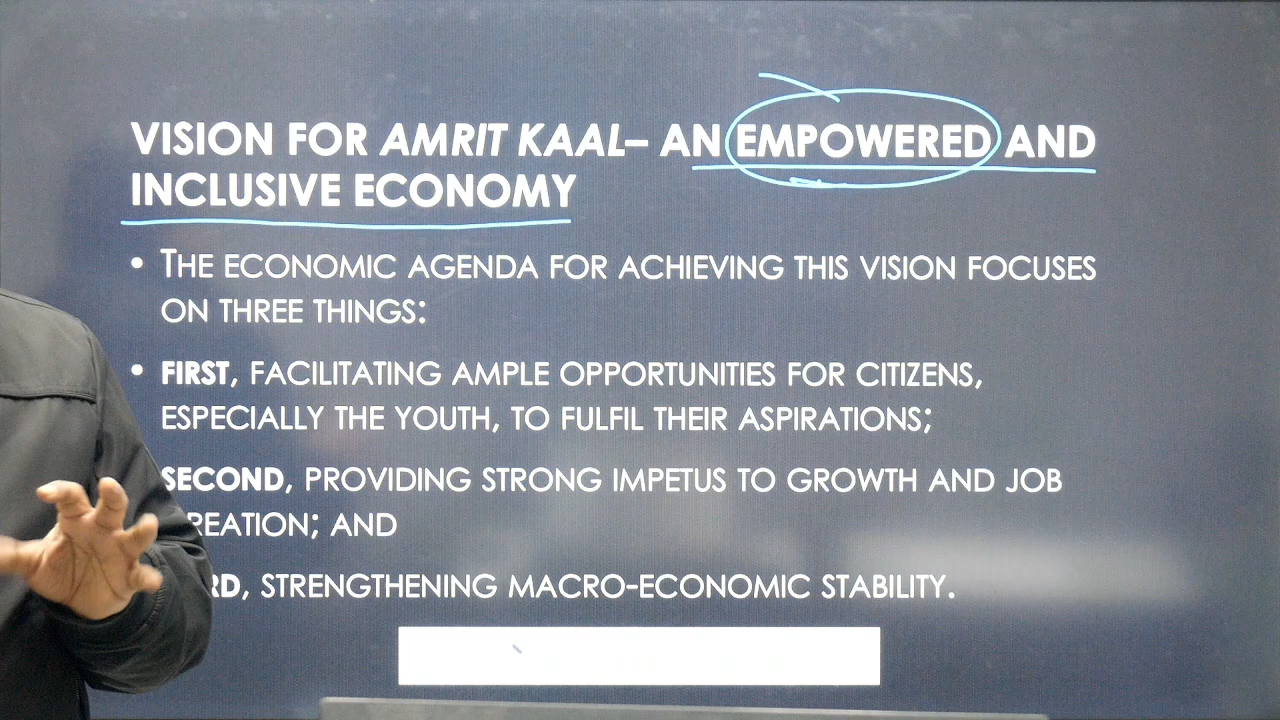 VISION FOR AMRIT KAAL– AN EMPOWERED AND
INCLUSIVE ECONOMY
• THE ECONOMIC AGENDA FOR ACHIEVING THIS VISION FOCUSES
ON THREE THINGS:
• FIRST, FACILITATING AMPLE OPPORTUNITIES FOR CITIZENS,
ESPECIALLY THE YOUTH, TO FULFIL THEIR ASPIRATIONS;
SECOND, PROVIDING STRONG IMPETUS TO GROWTH AND JOB
REATION; AND
RD, STRENGTHENING MACRO-ECONOMIC STABILITY.